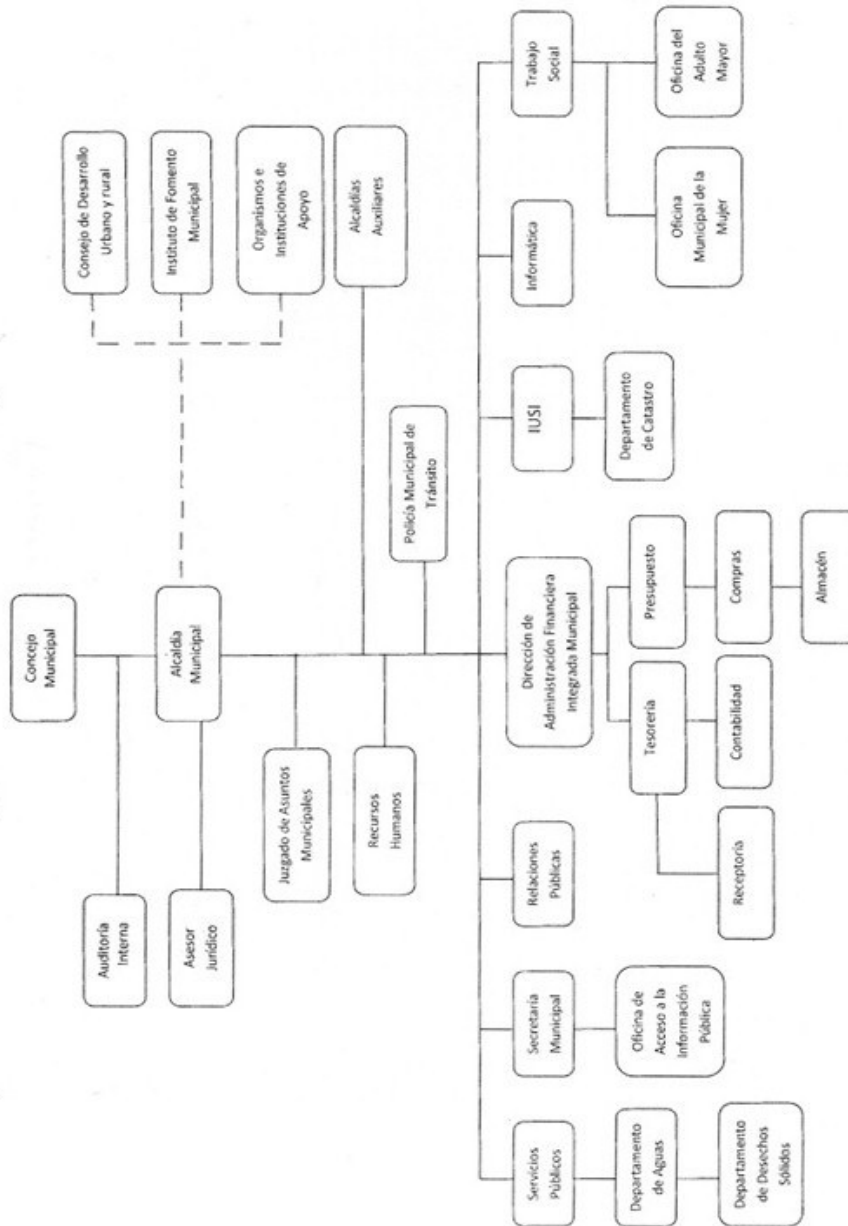 Concejo
Municipal
Auditoría
Interna
Alcaldía
Municipal
Asesor
Jurídico
Consejo de Desarrollo
Urbano y rural
Instituto de Fomento
Municipal
Organismos e
Instituciones de
Apoyo
Juzgado de Asuntos
Municipales
Alcaldías
Auxiliares
Recursos
Humanos
Policía Municipal de
Tránsito
Servicios
Públicos
Secretaría
Municipal
Relaciones
Públicas
Dirección de
Administración Financiera
Integrada Municipal
IUSI
Informática
Trabajo
Social
Departamento
de Aguas
Departamento
de Desechos
Sólidos
Oficina de
Acceso a la
Información
Pública
Tesorería
Presupuesto
Receptoría
Contabilidad
Compras
Almacén
Departamento
de Catastro
Oficina
Municipal de la
Mujer
Oficina del
Adulto
Mayor